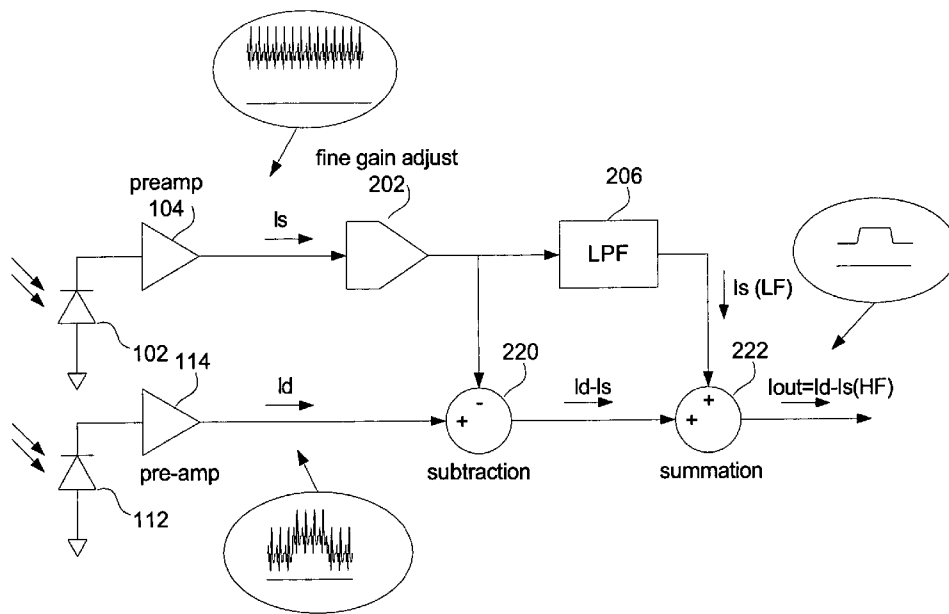 fine gain adjust
202
206
preamp
104
Is
LPF
Is (LF)
102
114
220
222
Id
Id-Is
Iout=Id-Is(HF)
-
+
+
+
pre-amp
subtraction
summation
112